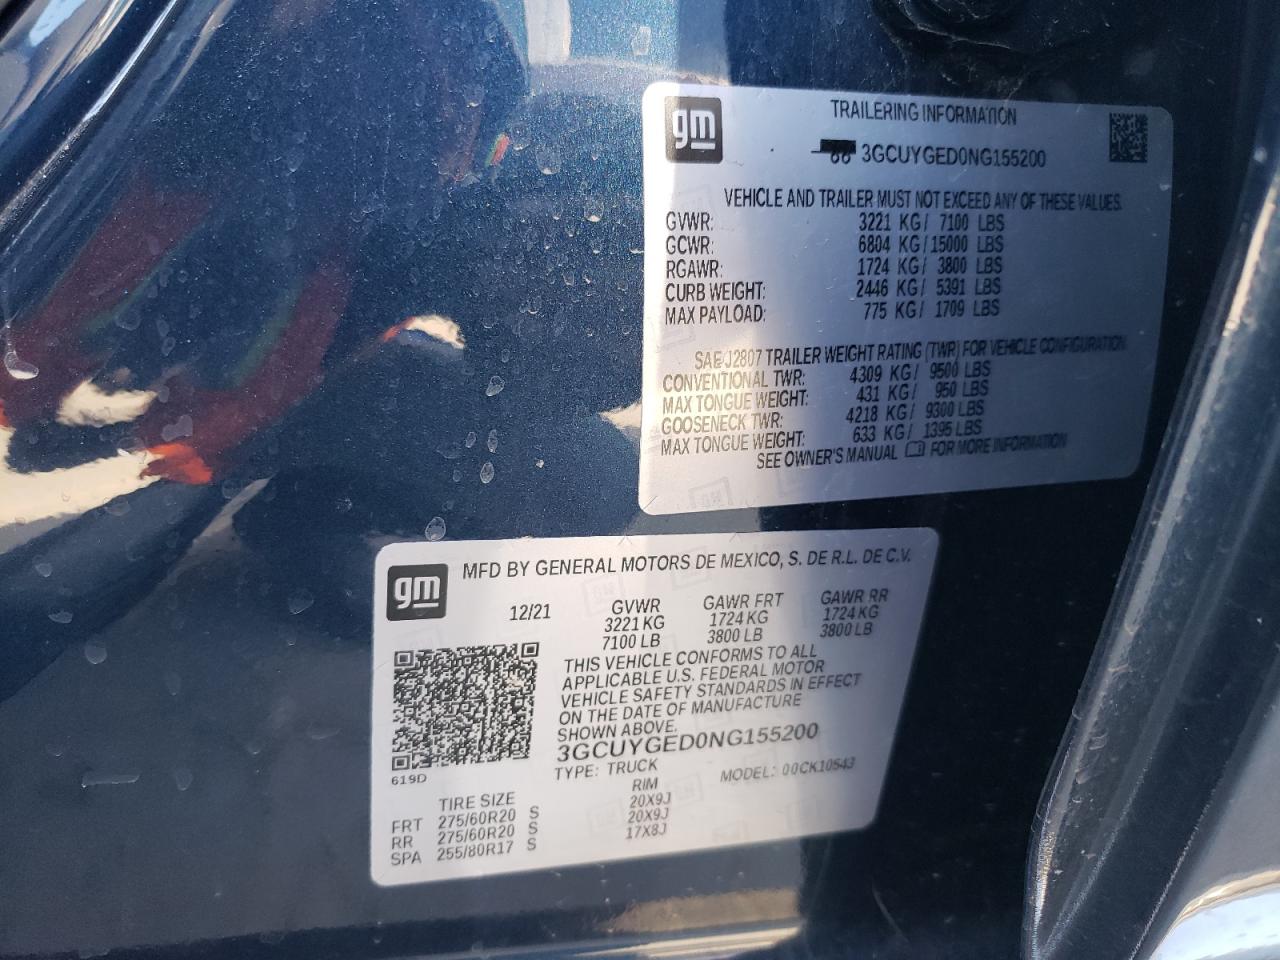 gm
TRAILERING INFORMATION
3GCUYGED0NG155200
VEHICLE AND TRAILER MUST NOT EXCEED ANY OF THESE VALUES.
GVWR: 3221 KG/ 7100 LBS
GCWR: 6804 KG/15000 LBS
RGAWR: 1724 KG/ 3800 LBS
CURB WEIGHT: 2446 KG/ 5391 LBS
MAX PAYLOAD: 775 KG/ 1709 LBS
SAE J2807 TRAILER WEIGHT RATING (TWR) FOR VEHICLE CONFIGURATION
CONVENTIONAL TWR: 4309 KG/ 9500 LBS
MAX TONGUE WEIGHT: 431 KG/ 950 LBS
GOOSENECK TWR: 4218 KG/ 9300 LBS
MAX TONGUE WEIGHT: 633 KG/ 1395 LBS
SEE OWNER'S MANUAL FOR MORE INFORMATION
gm
MFD BY GENERAL MOTORS DE MEXICO, S. DE R.L. DE C.V.
12/21 GVWR GAWR FRT GAWR RR
3221 KG 1724 KG 1724 KG
7100 LB 3800 LB 3800 LB
THIS VEHICLE CONFORMS TO ALL
APPLICABLE U.S. FEDERAL MOTOR
VEHICLE SAFETY STANDARDS IN EFFECT
ON THE DATE OF MANUFACTURE
SHOWN ABOVE.
3GCUYGED0NG155200
TYPE: TRUCK MODEL: 00CK10543
619D
TIRE SIZE RIM
FRT 275/60R20 S 20X9J
RR 275/60R20 S 20X9J
SPA 255/80R17 S 17X8J